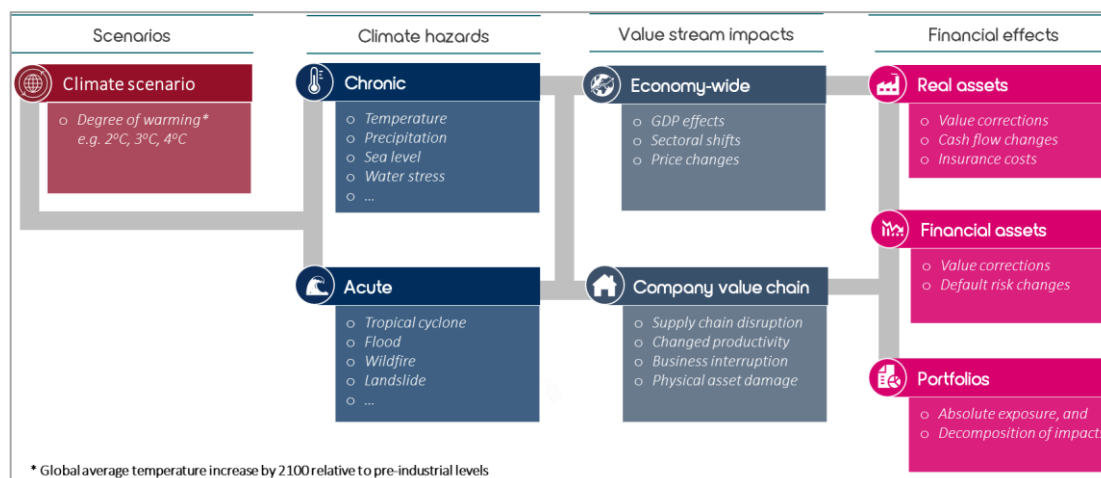 Scenarios
Climate hazards
Value stream impacts
Financial effects
Climate scenario
o Degree of warming*
e.g. 2⁰C, 3⁰C, 4⁰C
Chronic
o Temperature
o Precipitation
o Sea level
o Water stress
o ...
Acute
o Tropical cyclone
o Flood
o Wildfire
o Landslide
o ...
Economy-wide
o GDP effects
o Sectoral shifts
o Price changes
Company value chain
o Supply chain disruption
o Changed productivity
o Business interruption
o Physical asset damage
Real assets
o Value corrections
o Cash flow changes
o Insurance costs
Financial assets
o Value corrections
o Default risk changes
Portfolios
o Absolute exposure, and
o Decomposition of impacts
* Global average temperature increase by 2100 relative to pre-industrial levels